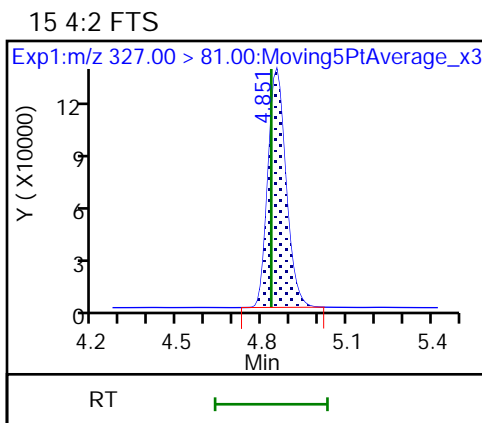 15 4:2 FTS
Exp1:m/z 327.00 > 81.00:Moving5PtAverage_x3
4.851
Y ( X10000)
12
9
6
3
0
4.2 4.5 4.8 5.1 5.4
Min
RT